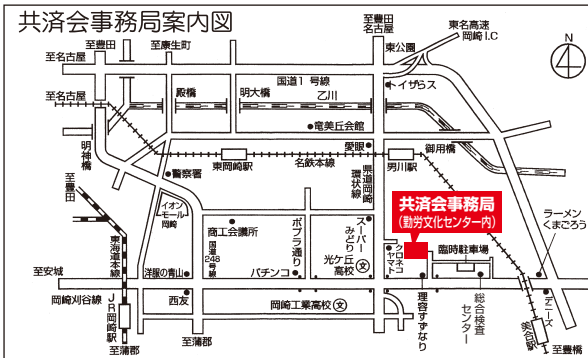 共済会事務局案内図
至豊田
至康生町
至豊田
名古屋
東名高速
岡崎I.C
東公園
至名古屋
国道1号線
トイザらス
N
至名古屋
殿橋
明大橋
乙川
竜美丘会館
愛眼
御用橋
明神橋
東岡崎駅
名鉄本線
男川駅
警察署
県道岡崎
環状線
至豊田
イオン
モール
岡崎
共済会事務局
(勤労文化センター内)
ラーメン
くまごろう
東海道本線
商工会議所
国道248号線
ポプラ通り
スーパー
みどり
光ケ丘
高校
文
クロネコ
ヤマト
臨時駐車場
至安城
洋服の青山
パチンコ
岡崎刈谷線
JR岡崎駅
西友
岡崎工業高校
文
理容すずなり
総合検査
センター
デニーズ
美合駅
至蒲郡
至蒲郡
至豊橋